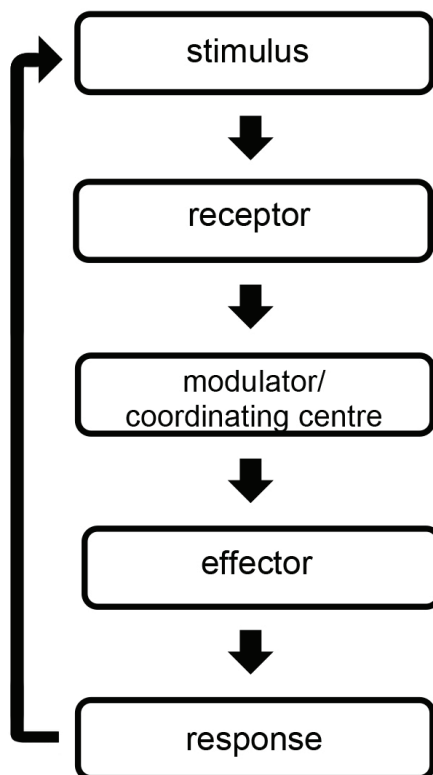 stimulus
receptor
modulator/
coordinating centre
effector
response